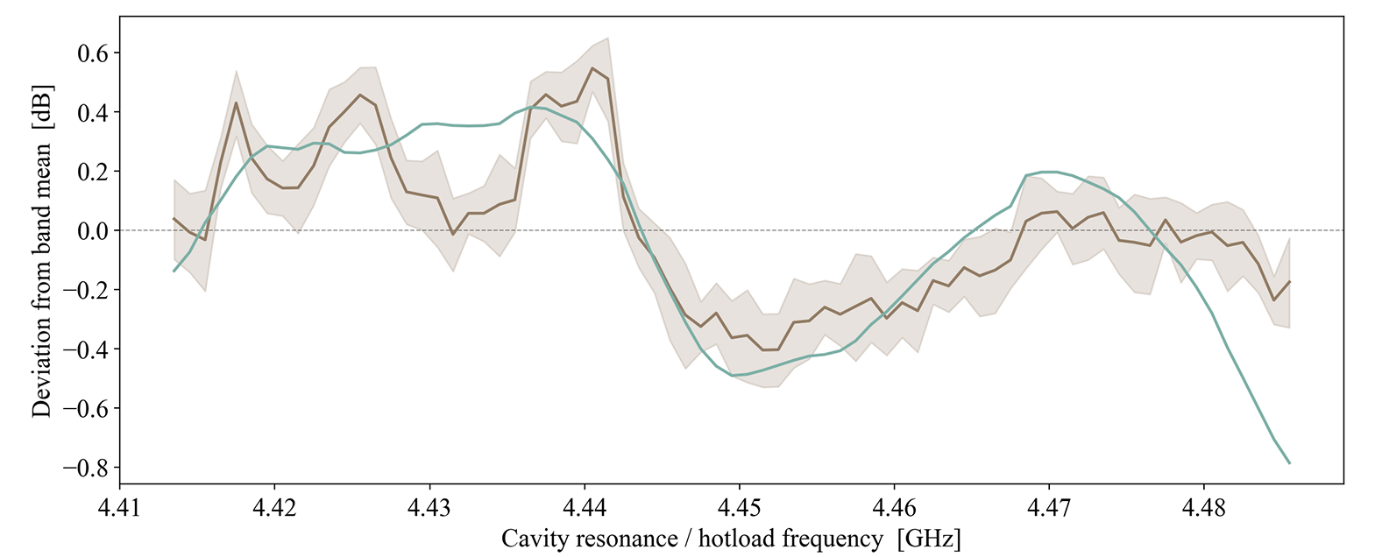 Deviation from band mean [dB]
0.6
0.4
0.2
0.0
−0.2
−0.4
−0.6
−0.8
4.41 4.42 4.43 4.44 4.45 4.46 4.47 4.48
Cavity resonance / hotload frequency [GHz]